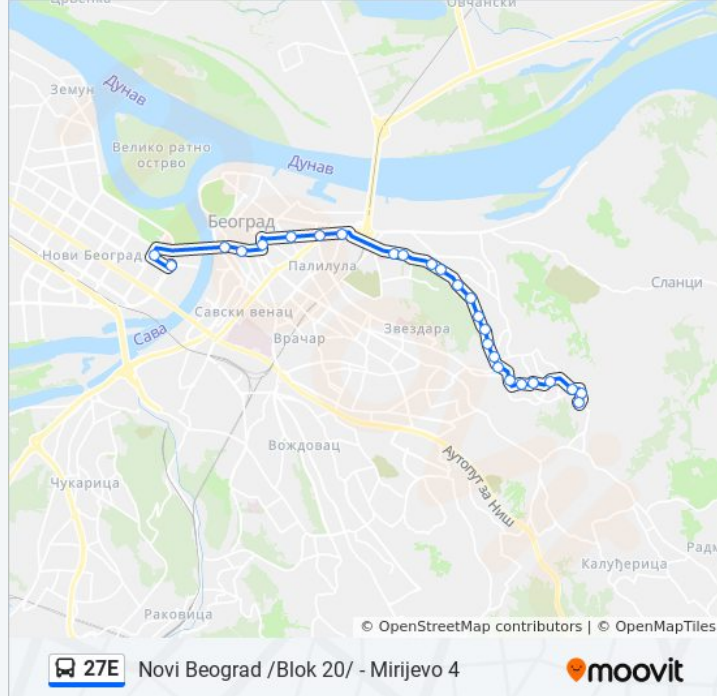 Црвенка
Овчански
Земун
Дунав
Велико ратно
острво
Дунав
Београд
Нови Београд
Палилула
Сланци
Савски венац
Сава
Звездара
Врачар
Вождовац
Аутопут за Ниш
Чукарица
Радм
Калуђерица
Раковица
© OpenStreetMap contributors | © OpenMapTiles
27E Novi Beograd /Blok 20/ - Mirijevo 4 moovit